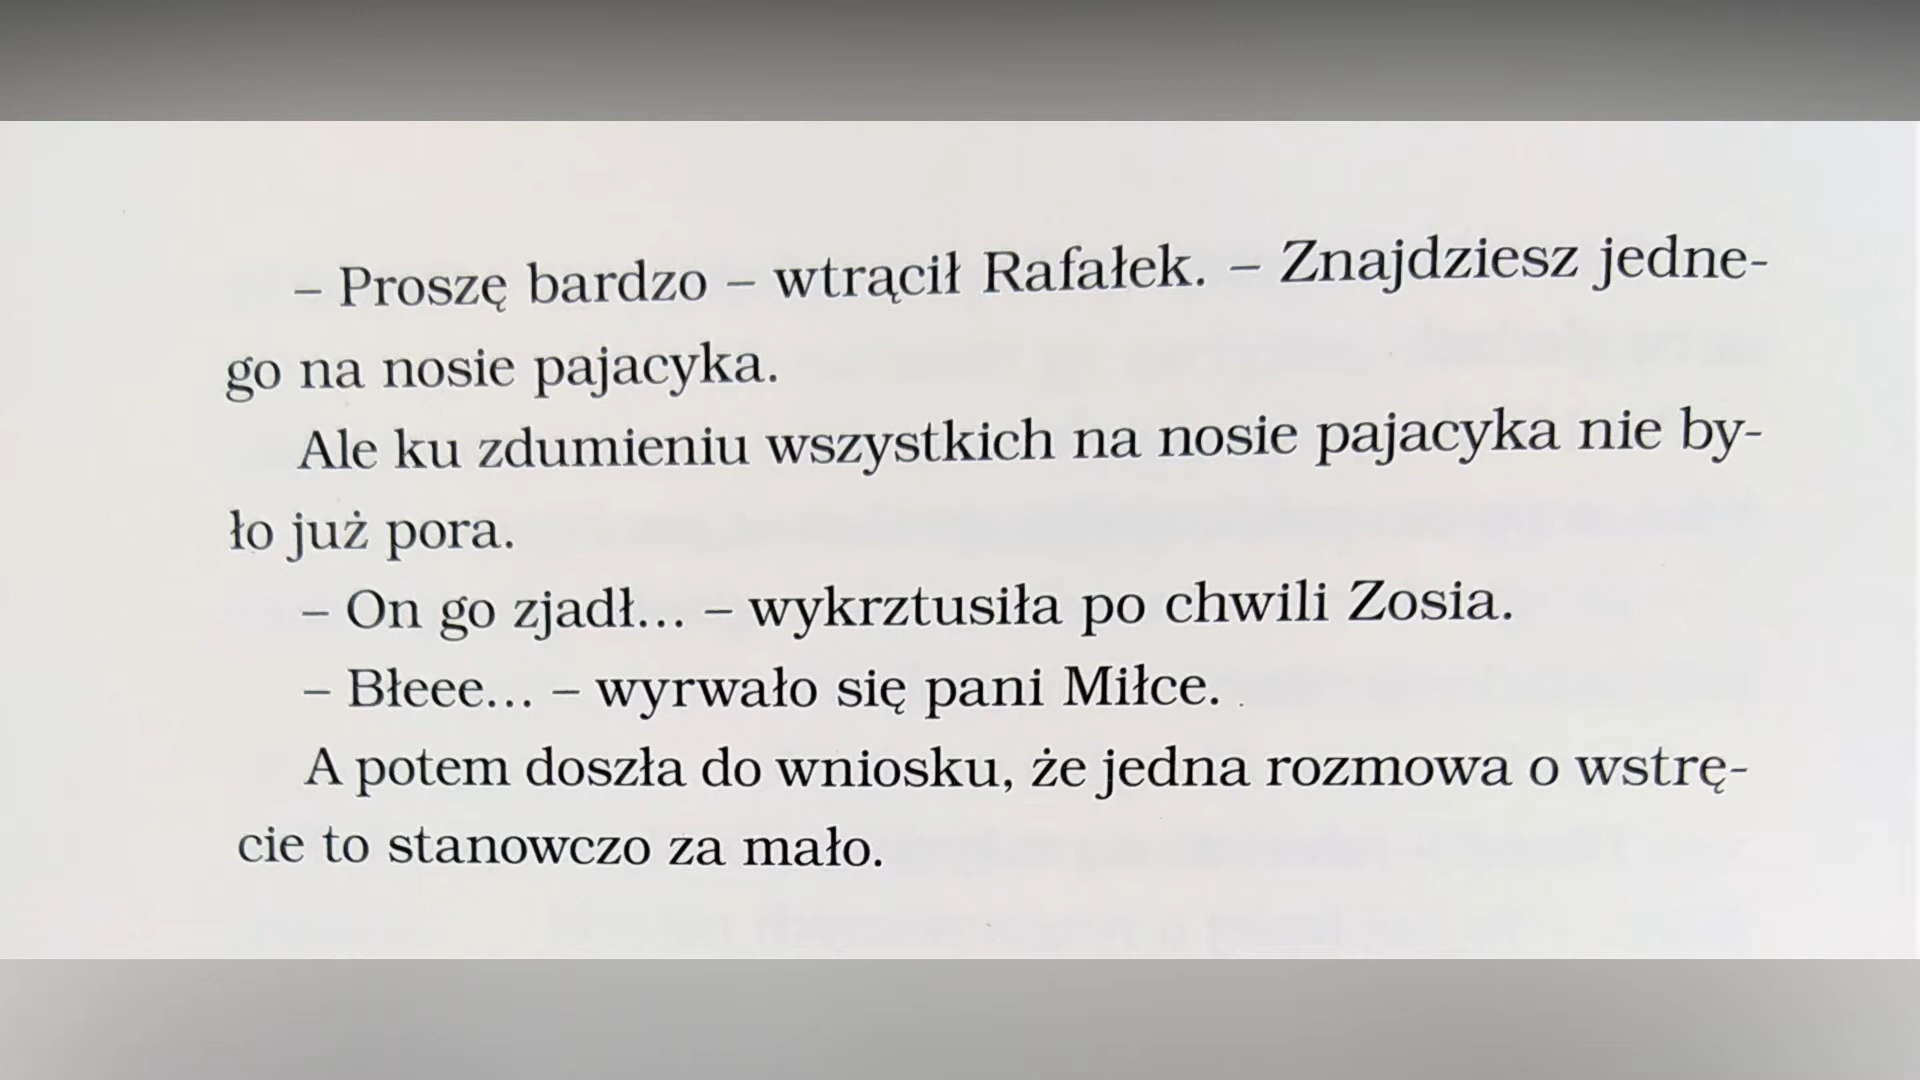 – Proszę bardzo – wtrącił Rafałek. – Znajdziesz jedne-
go na nosie pajacyka.
Ale ku zdumieniu wszystkich na nosie pajacyka nie by-
ło już pora.
– On go zjadł... – wykrztusiła po chwili Zosia.
– Błeee... – wyrwało się pani Miłce.
A potem doszła do wniosku, że jedna rozmowa o wstrę-
cie to stanowczo za mało.